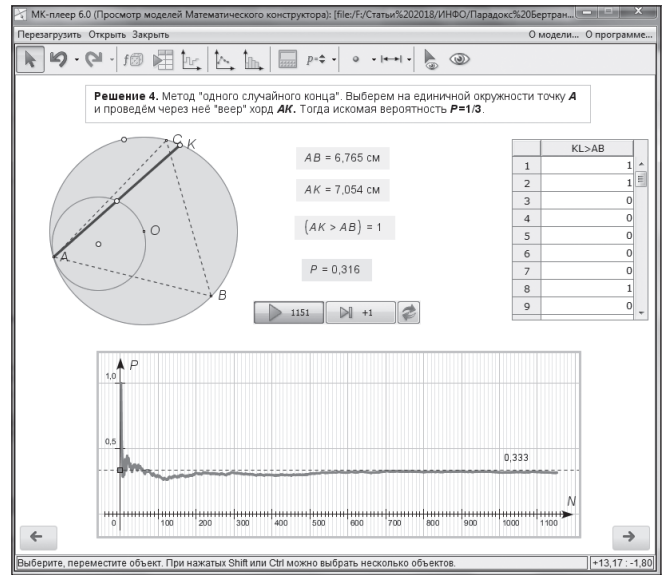 МК-плеер 6.0 (Просмотр моделей Математического конструктора): [file:/F:/Статьи%202018/ИНФО/Парадокс%20Бертран...
Перезагрузить Открыть Закрыть О модели... О программе...
Решение 4. Метод "одного случайного конца". Выберем на единичной окружности точку А
и проведём через неё "веер" хорд АК. Тогда искомая вероятность P=1/3.
C K
O
A
B
AB = 6,765 см
AK = 7,054 см
(AK > AB) = 1
P = 0,316
1151 +1
KL>AB
1 1
2 1
3 0
4 0
5 0
6 0
7 0
8 1
9 0
P
1,0
0,5
0,333
N
0 100 200 300 400 500 600 700 800 900 1000 1100
Выберите, переместите объект. При нажатых Shift или Ctrl можно выбрать несколько объектов. +13,17 : -1,80